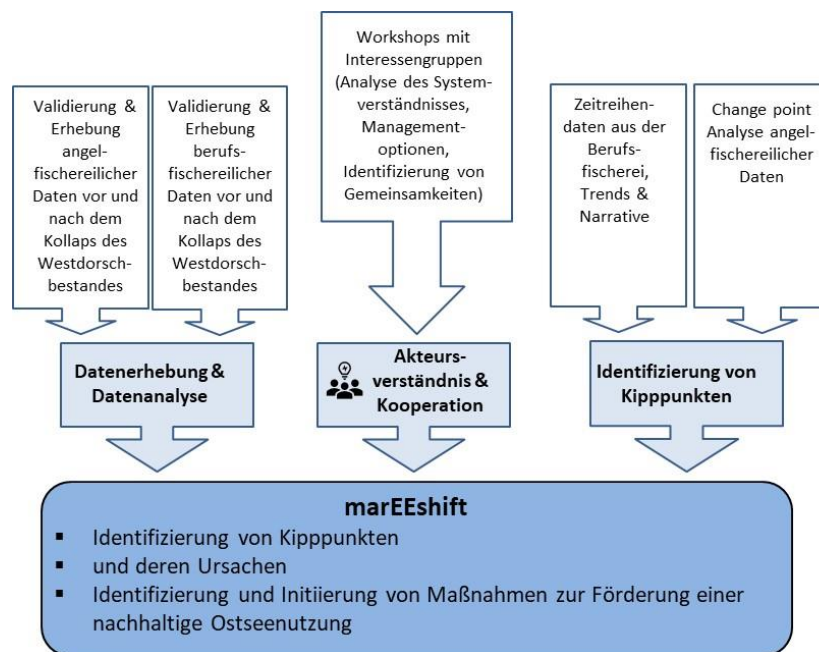 Validierung &
Erhebung
angel-
fischereilicher
Daten vor und
nach dem
Kollaps des
Westdorsch-
bestandes
Validierung &
Erhebung
berufs-
fischereilicher
Daten vor und
nach dem
Kollaps des
Westdorsch-
bestandes
Workshops mit
Interessengruppen
(Analyse des System-
verständnisses,
Management-
optionen,
Identifizierung von
Gemeinsamkeiten)
Zeitreihen-
daten aus der
Berufs-
fischerei,
Trends &
Narrative
Change point
Analyse angel-
fischereilicher
Daten
Datenerhebung &
Datenanalyse
Akteurs-
verständnis &
Kooperation
Identifizierung von
Kipppunkten
marEEshift
▪ Identifizierung von Kipppunkten
▪ und deren Ursachen
▪ Identifizierung und Initiierung von Maßnahmen zur Förderung einer
nachhaltige Ostseenutzung